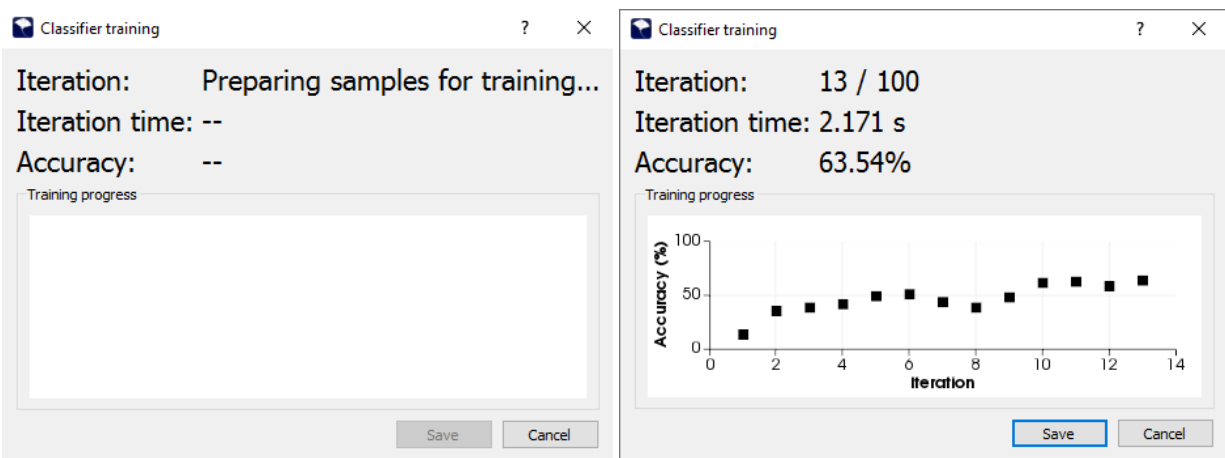 Classifier training
Iteration: Preparing samples for training...
Iteration time: --
Accuracy: --
Training progress
Save Cancel
Classifier training
Iteration: 13 / 100
Iteration time: 2.171 s
Accuracy: 63.54%
Training progress
Accuracy (%)
100
50
0
0 2 4 6 8 10 12 14
Iteration
Save Cancel